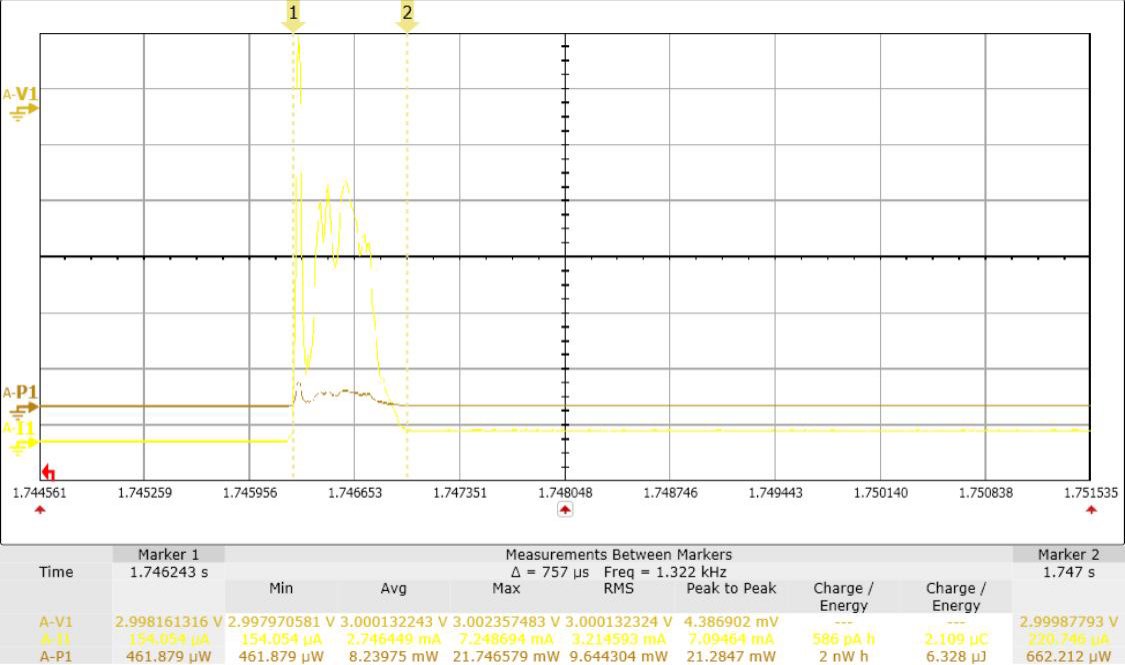 1 2
A-V1
A-P1
A-I1
1.744561 1.745259 1.745956 1.746653 1.747351 1.748048 1.748746 1.749443 1.750140 1.750838 1.751535
Marker 1 Measurements Between Markers Marker 2
Time 1.746243 s Δ = 757 µs Freq = 1.322 kHz 1.747 s
Min Avg Max RMS Peak to Peak Charge / Energy Charge / Energy
A-V1 2.998161316 V 2.997970581 V 3.000132243 V 3.002357483 V 3.000132324 V 4.386902 mV --- --- 2.99987793 V
A-I1 154.054 µA 154.054 µA 2.746449 mA 7.248694 mA 3.214593 mA 7.09464 mA 586 pA h 2.109 µC 220.746 µA
A-P1 461.879 µW 461.879 µW 8.23975 mW 21.746579 mW 9.644304 mW 21.2847 mW 2 nW h 6.328 µJ 662.212 µW